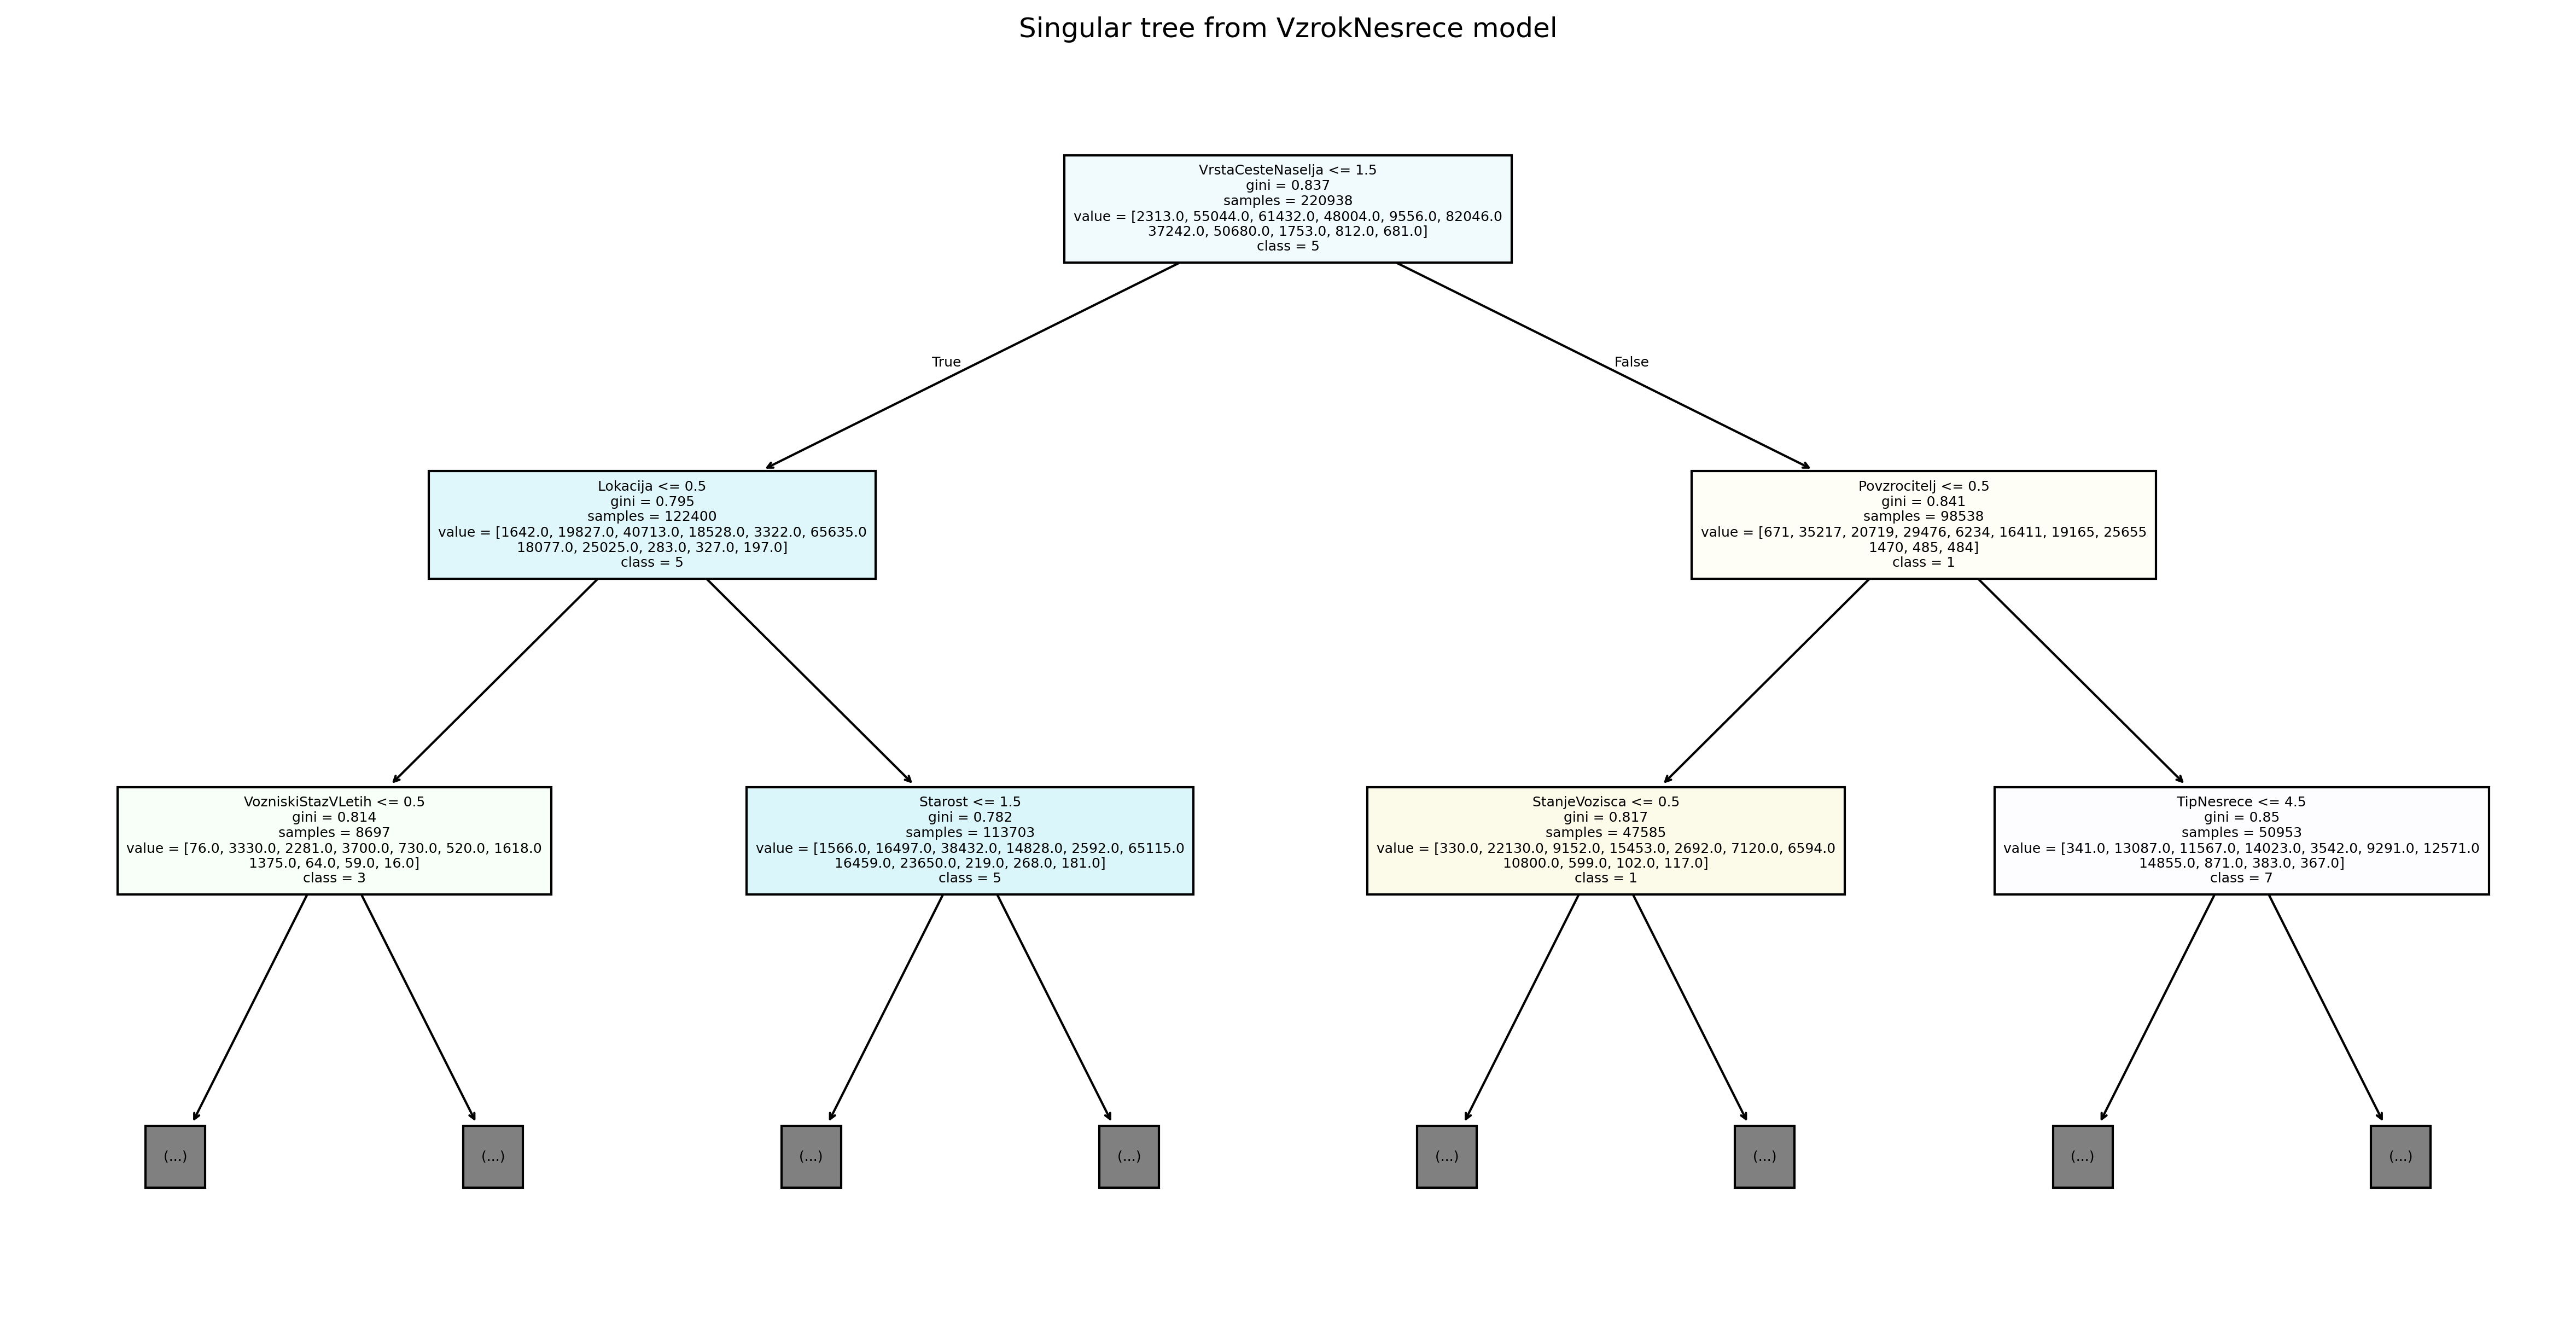 Singular tree from VzrokNesrece model
VrstaCesteNaselja <= 1.5
gini = 0.837
samples = 220938
value = [2313.0, 55044.0, 61432.0, 48004.0, 9556.0, 82046.0
37242.0, 50680.0, 1753.0, 812.0, 681.0]
class = 5
True
False
Lokacija <= 0.5
gini = 0.795
samples = 122400
value = [1642.0, 19827.0, 40713.0, 18528.0, 3322.0, 65635.0
18077.0, 25025.0, 283.0, 327.0, 197.0]
class = 5
Povzrocitelj <= 0.5
gini = 0.841
samples = 98538
value = [671, 35217, 20719, 29476, 6234, 16411, 19165, 25655
1470, 485, 484]
class = 1
VozniskiStazVLetih <= 0.5
gini = 0.814
samples = 8697
value = [76.0, 3330.0, 2281.0, 3700.0, 730.0, 520.0, 1618.0
1375.0, 64.0, 59.0, 16.0]
class = 3
Starost <= 1.5
gini = 0.782
samples = 113703
value = [1566.0, 16497.0, 38432.0, 14828.0, 2592.0, 65115.0
16459.0, 23650.0, 219.0, 268.0, 181.0]
class = 5
StanjeVozisca <= 0.5
gini = 0.817
samples = 47585
value = [330.0, 22130.0, 9152.0, 15453.0, 2692.0, 7120.0, 6594.0
10800.0, 599.0, 102.0, 117.0]
class = 1
TipNesrece <= 4.5
gini = 0.85
samples = 50953
value = [341.0, 13087.0, 11567.0, 14023.0, 3542.0, 9291.0, 12571.0
14855.0, 871.0, 383.0, 367.0]
class = 7
(...)
(...)
(...)
(...)
(...)
(...)
(...)
(...)